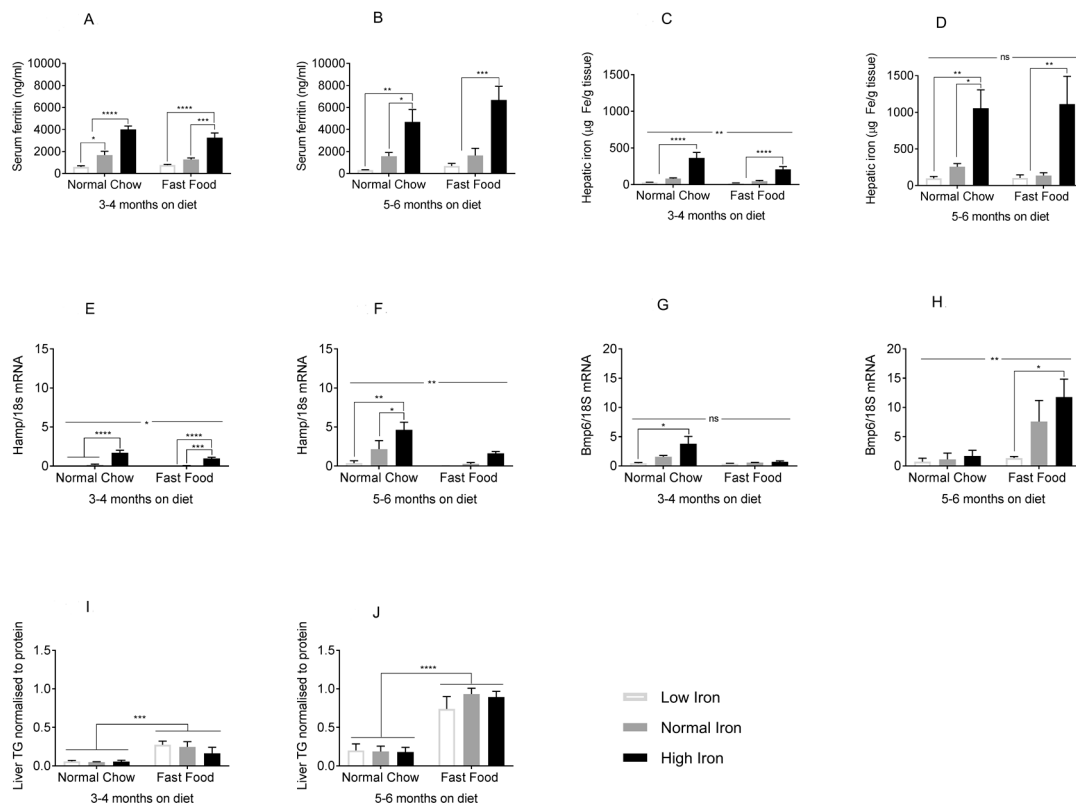 A
Serum ferritin (ng/ml)
10000
8000
6000
4000
2000
0
*
****
****
***
Normal Chow
Fast Food
3-4 months on diet
B
Serum ferritin (ng/ml)
10000
8000
6000
4000
2000
0
**
*
***
Normal Chow
Fast Food
5-6 months on diet
C
Hepatic iron (μg Fe/g tissue)
1500
1000
500
0
**
****
****
Normal Chow
Fast Food
3-4 months on diet
D
Hepatic iron (μg Fe/g tissue)
1500
1000
500
0
ns
**
*
**
Normal Chow
Fast Food
5-6 months on diet
E
Hamp/18s mRNA
15
10
5
0
*
****
****
***
Normal Chow
Fast Food
3-4 months on diet
F
Hamp/18s mRNA
15
10
5
0
**
**
*
Normal Chow
Fast Food
5-6 months on diet
G
Bmp6/18S mRNA
20
15
10
5
0
ns
*
Normal Chow
Fast Food
3-4 months on diet
H
Bmp6/18S mRNA
20
15
10
5
0
**
*
Normal Chow
Fast Food
5-6 months on diet
I
Liver TG normalised to protein
1.5
1.0
0.5
0.0
***
Normal Chow
Fast Food
3-4 months on diet
J
Liver TG normalised to protein
1.5
1.0
0.5
0.0
****
Normal Chow
Fast Food
5-6 months on diet
Low Iron
Normal Iron
High Iron